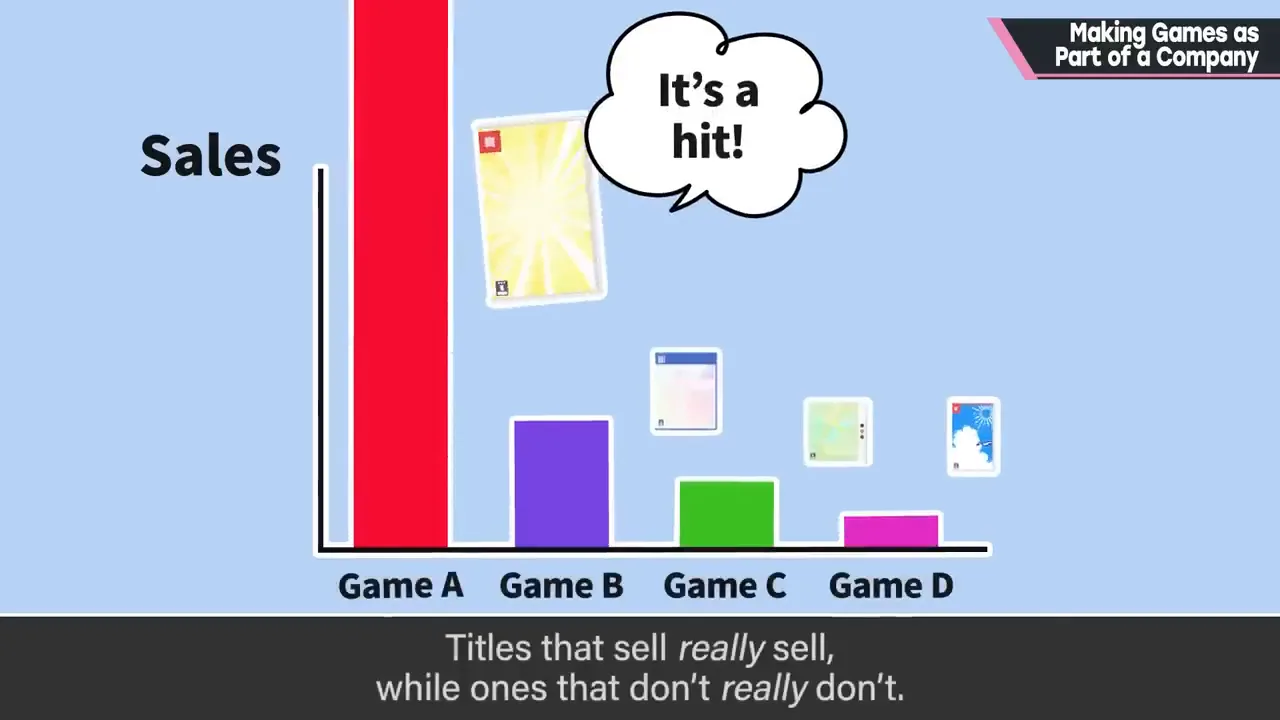 Making Games as
Part of a Company
It's a
hit!
Sales
Game A
Game B
Game C
Game D
Titles that sell really sell,
while ones that don't really don't.